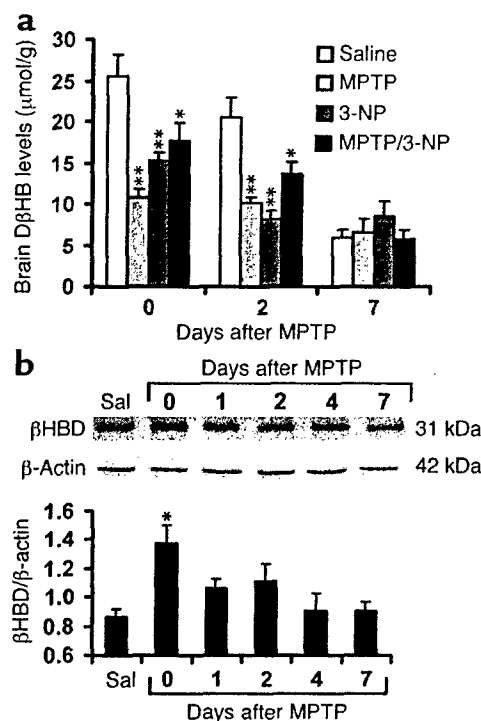 a
Brain DβHB levels (μmol/g)
30
25
20
15
10
5
0
Saline
MPTP
3-NP
MPTP/3-NP
** ** *
** ** *
0 2 7
Days after MPTP
b
Days after MPTP
Sal 0 1 2 4 7
βHBD 31 kDa
β-Actin 42 kDa
βHBD/β-actin
1.6
1.4
1.2
1.0
0.8
0.6
*
Sal 0 1 2 4 7
Days after MPTP